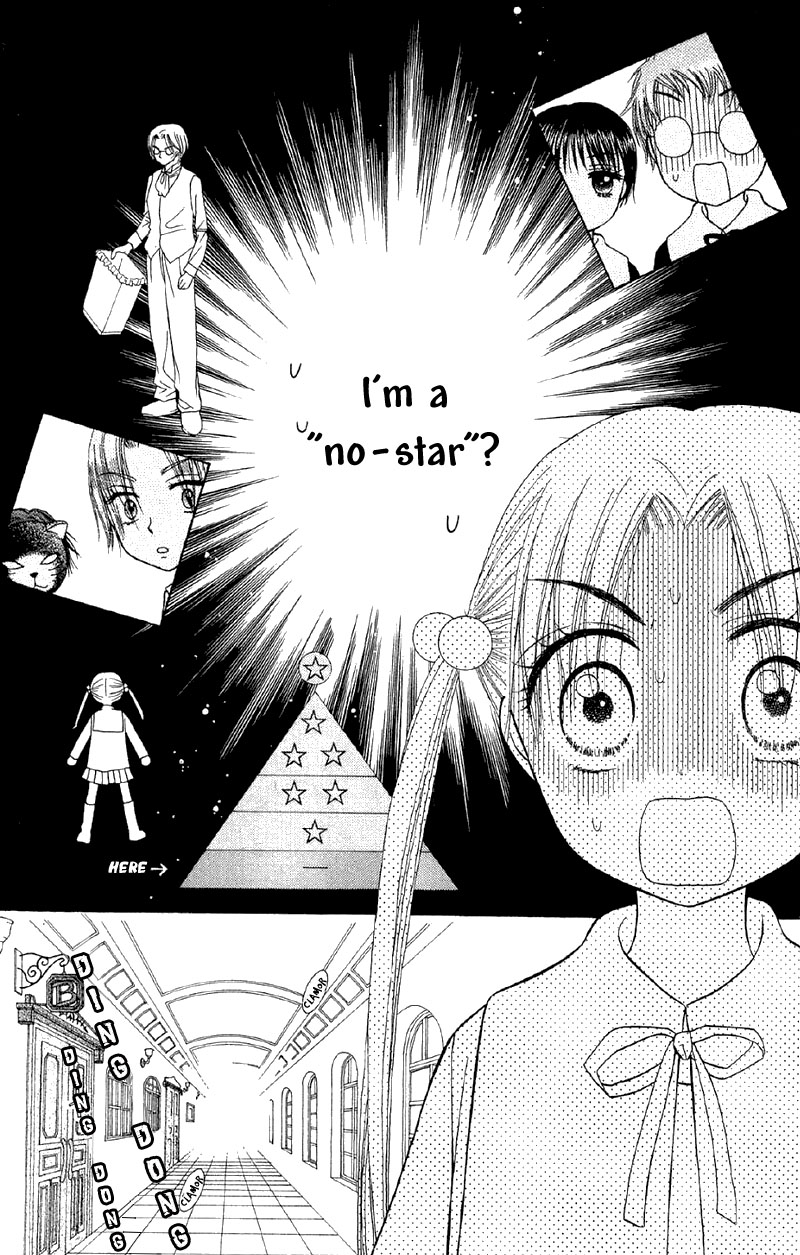 I'm a
"no-star"?
HERE →
B
DING
DONG
DING
DONG
CLAMOR
CLAMOR